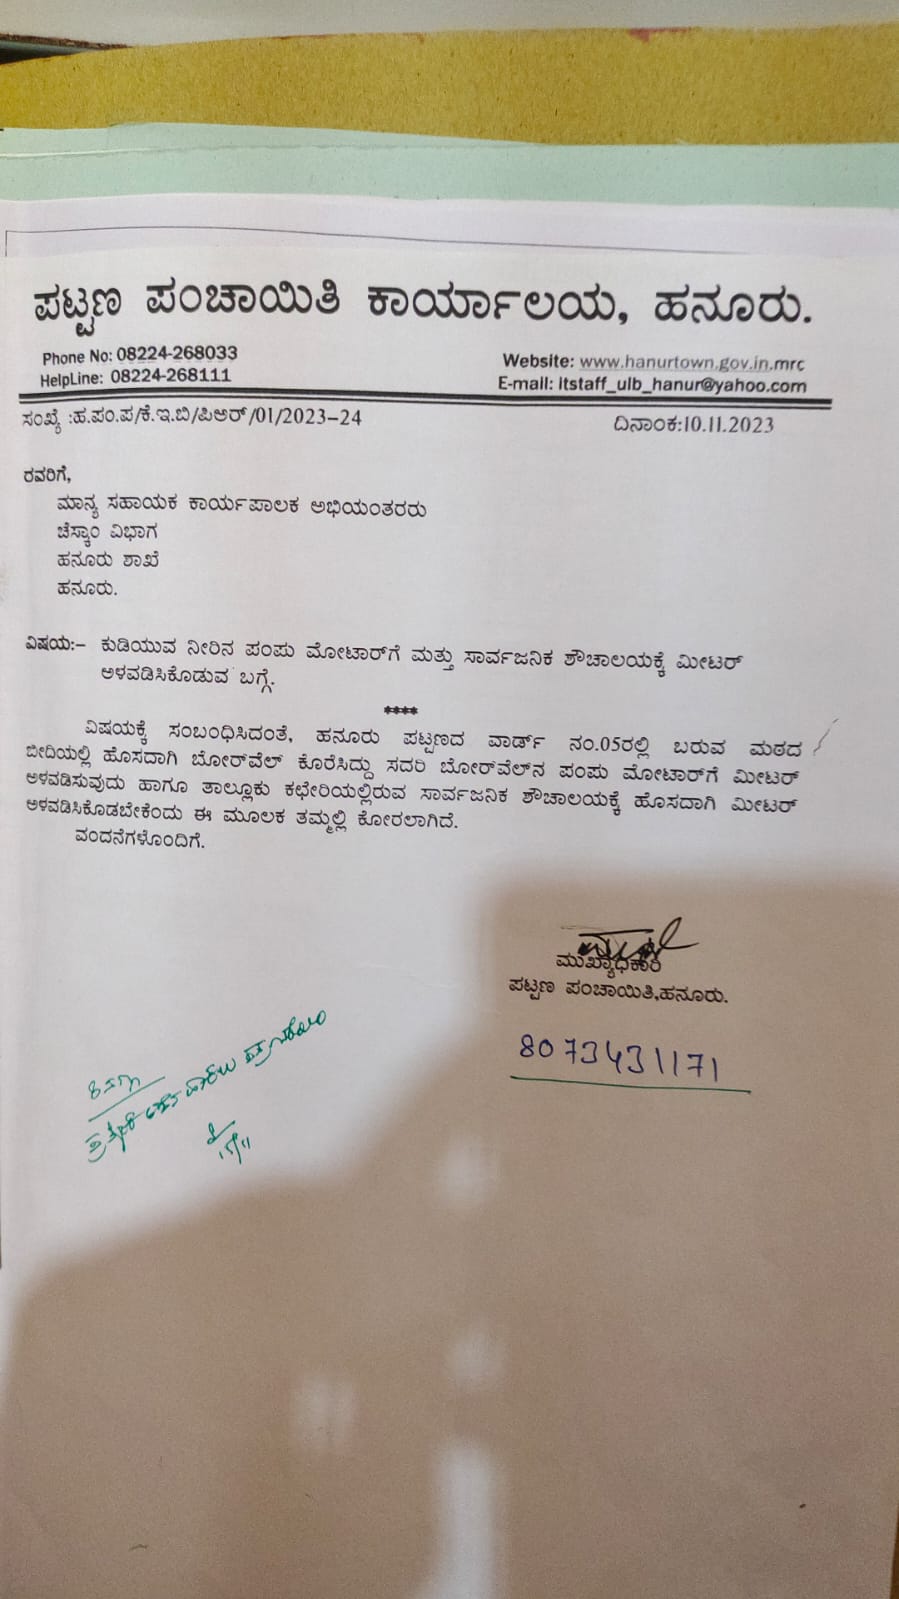 ಪಟ್ಟಣ ಪಂಚಾಯಿತಿ ಕಾರ್ಯಾಲಯ, ಹನೂರು.
Phone No: 08224-268033 Website: www.hanurtown.gov.in.mrc
HelpLine: 08224-268111 E-mail: itstaff_ulb_hanur@yahoo.com
ಸಂಖ್ಯೆ :ಹ.ಪಂ.ಪ/ಕೆ.ಇ.ಬಿ/ಪಿಆರ್/01/2023-24 ದಿನಾಂಕ:10.11.2023
ರವರಿಗೆ,
ಮಾನ್ಯ ಸಹಾಯಕ ಕಾರ್ಯಪಾಲಕ ಅಭಿಯಂತರರು
ಚೆಸ್ಕಾಂ ವಿಭಾಗ
ಹನೂರು ಶಾಖೆ
ಹನೂರು.
ವಿಷಯ:- ಕುಡಿಯುವ ನೀರಿನ ಪಂಪು ಮೋಟಾರ್‌ಗೆ ಮತ್ತು ಸಾರ್ವಜನಿಕ ಶೌಚಾಲಯಕ್ಕೆ ಮೀಟರ್
ಅಳವಡಿಸಿಕೊಡುವ ಬಗ್ಗೆ.
****
ವಿಷಯಕ್ಕೆ ಸಂಬಂಧಿಸಿದಂತೆ, ಹನೂರು ಪಟ್ಟಣದ ವಾರ್ಡ್ ನಂ.05ರಲ್ಲಿ ಬರುವ ಮಠದ
ಬೀದಿಯಲ್ಲಿ ಹೊಸದಾಗಿ ಬೋರ್‌ವೆಲ್ ಕೊರೆಸಿದ್ದು ಸದರಿ ಬೋರ್‌ವೆಲ್‌ನ ಪಂಪು ಮೋಟಾರ್‌ಗೆ ಮೀಟರ್
ಅಳವಡಿಸುವುದು ಹಾಗೂ ತಾಲ್ಲೂಕು ಕಛೇರಿಯಲ್ಲಿರುವ ಸಾರ್ವಜನಿಕ ಶೌಚಾಲಯಕ್ಕೆ ಹೊಸದಾಗಿ ಮೀಟರ್
ಅಳವಡಿಸಿಕೊಡಬೇಕೆಂದು ಈ ಮೂಲಕ ತಮ್ಮಲ್ಲಿ ಕೋರಲಾಗಿದೆ.
ವಂದನೆಗಳೊಂದಿಗೆ.
ಮುಖ್ಯಾಧಿಕಾರಿ
ಪಟ್ಟಣ ಪಂಚಾಯಿತಿ,ಹನೂರು.
8073431171